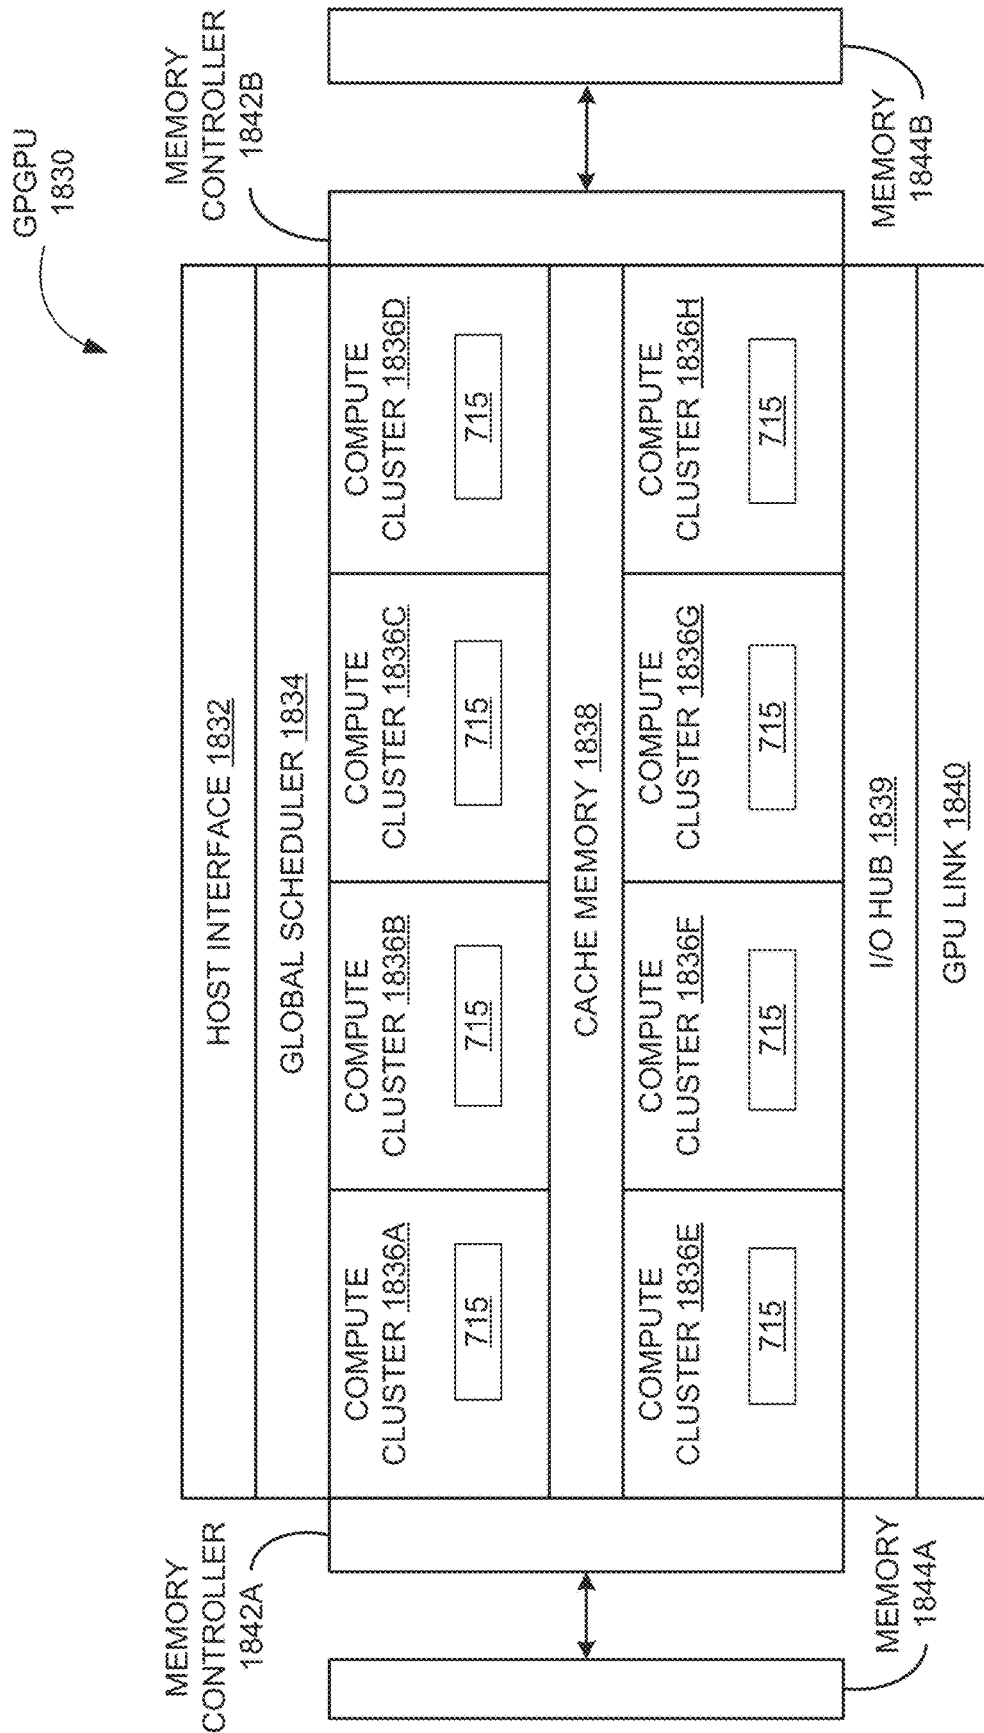 GPGPU
1830
MEMORY
CONTROLLER
1842A
MEMORY
CONTROLLER
1842B
HOST INTERFACE 1832
GLOBAL SCHEDULER 1834
COMPUTE
CLUSTER 1836A
715
COMPUTE
CLUSTER 1836B
715
COMPUTE
CLUSTER 1836C
715
COMPUTE
CLUSTER 1836D
715
CACHE MEMORY 1838
COMPUTE
CLUSTER 1836E
715
COMPUTE
CLUSTER 1836F
715
COMPUTE
CLUSTER 1836G
715
COMPUTE
CLUSTER 1836H
715
I/O HUB 1839
GPU LINK 1840
MEMORY
1844A
MEMORY
1844B